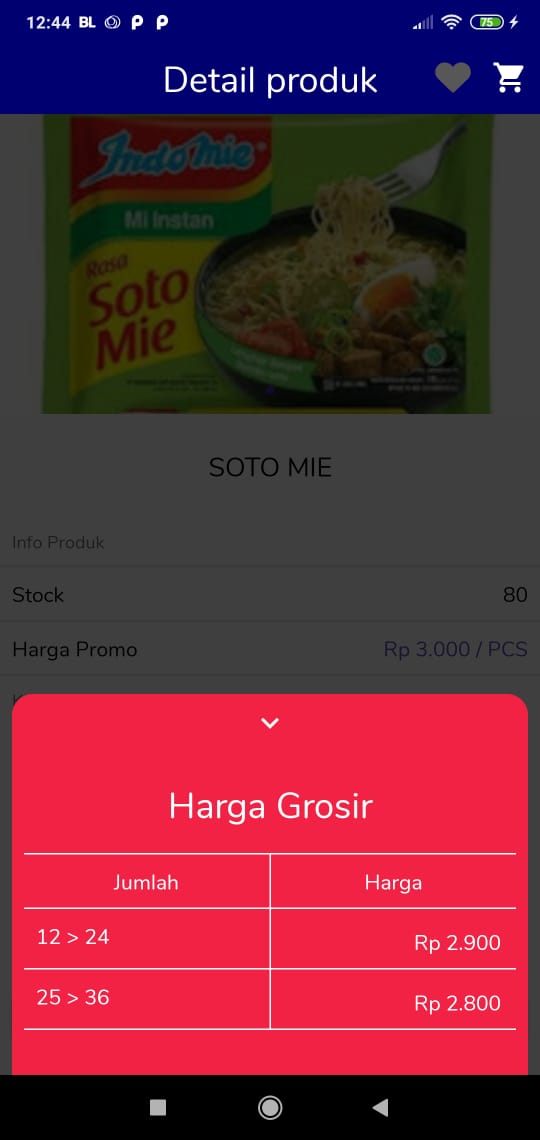 12:44 BL
75
Detail produk
Indomie
Mi Instan
Rasa
Soto
Mie
SOTO MIE
Info Produk
Stock 80
Harga Promo Rp 3.000 / PCS
Harga Grosir
Jumlah Harga
12 > 24 Rp 2.900
25 > 36 Rp 2.800